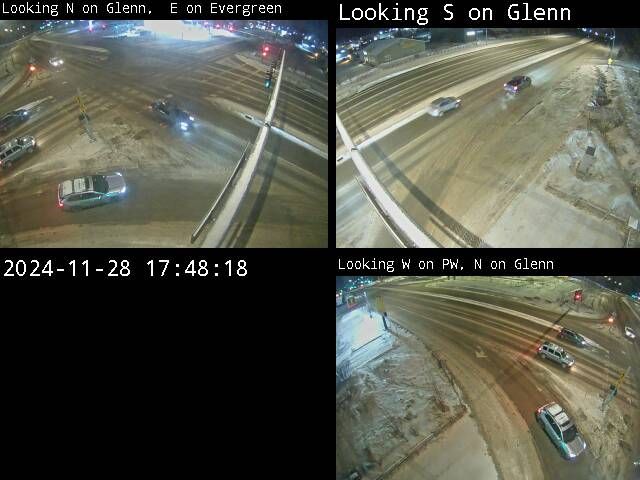 Looking N on Glenn,  E on Evergreen
Looking S on Glenn
2024-11-28 17:48:18
Looking W on PW, N on Glenn